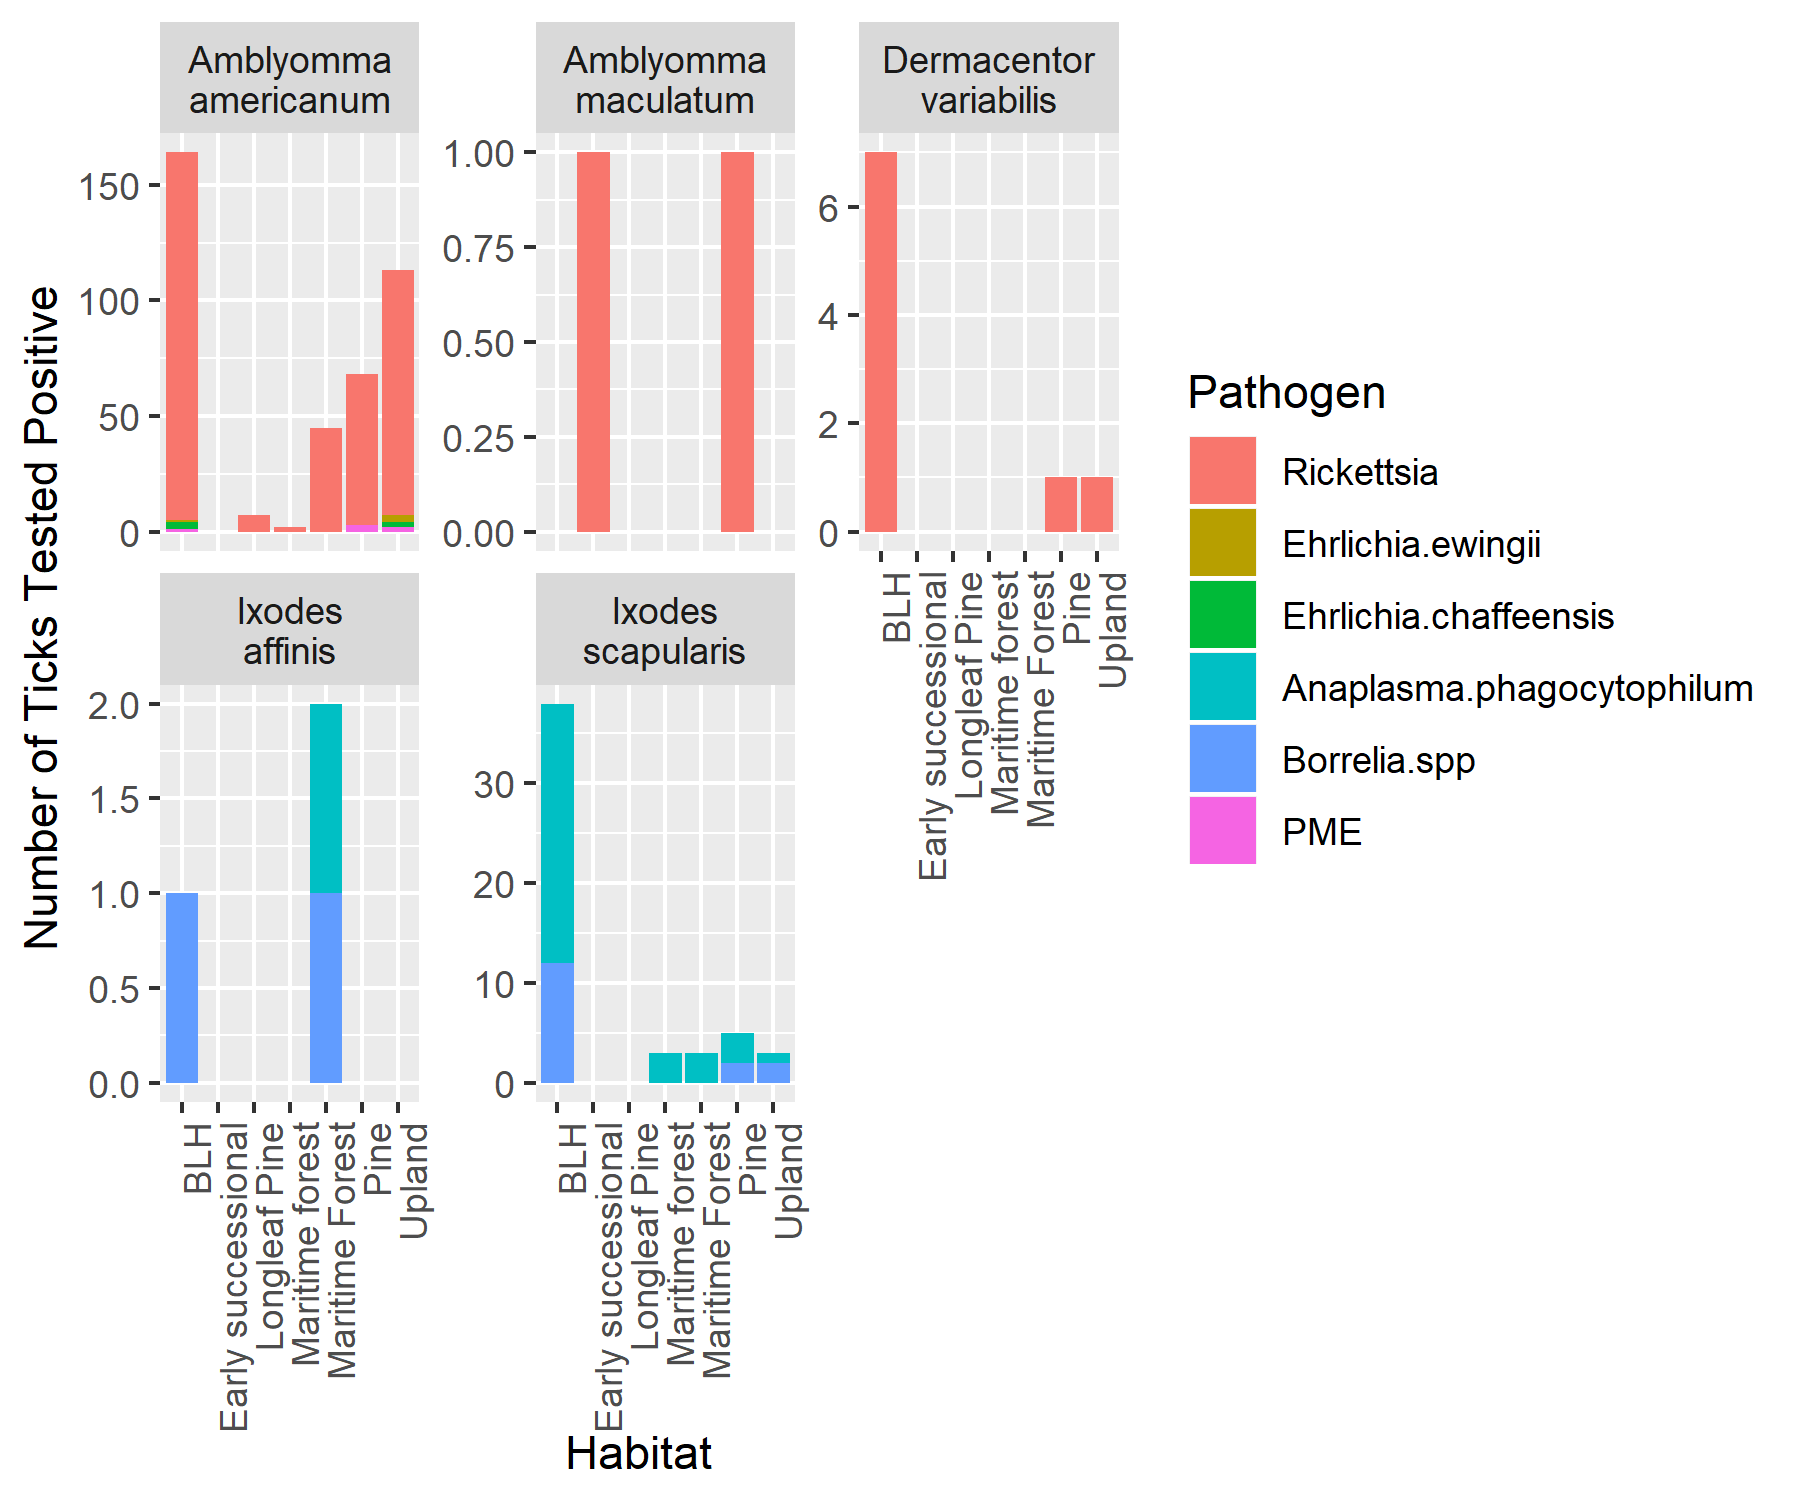 Amblyomma
americanum
Amblyomma
maculatum
Dermacentor
variabilis
150
100
50
0
1.00
0.75
0.50
0.25
0.00
6
4
2
0
BLH
Early successional
Longleaf Pine
Maritime forest
Maritime Forest
Pine
Upland
Ixodes
affinis
Ixodes
scapularis
2.0
1.5
1.0
0.5
0.0
30
20
10
0
BLH
Early successional
Longleaf Pine
Maritime forest
Maritime Forest
Pine
Upland
BLH
Early successional
Longleaf Pine
Maritime forest
Maritime Forest
Pine
Upland
Number of Ticks Tested Positive
Habitat
Pathogen
Rickettsia
Ehrlichia.ewingii
Ehrlichia.chaffeensis
Anaplasma.phagocytophilum
Borrelia.spp
PME